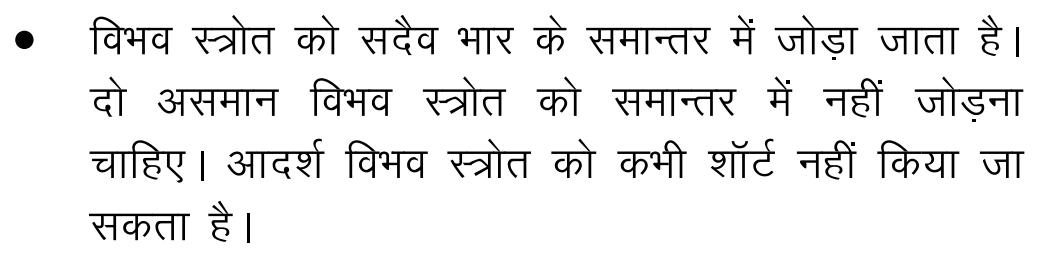 • विभव स्त्रोत को सदैव भार के समान्तर में जोड़ा जाता है।
दो असमान विभव स्त्रोत को समान्तर में नहीं जोड़ना
चाहिए। आदर्श विभव स्त्रोत को कभी शॉर्ट नहीं किया जा
सकता है।